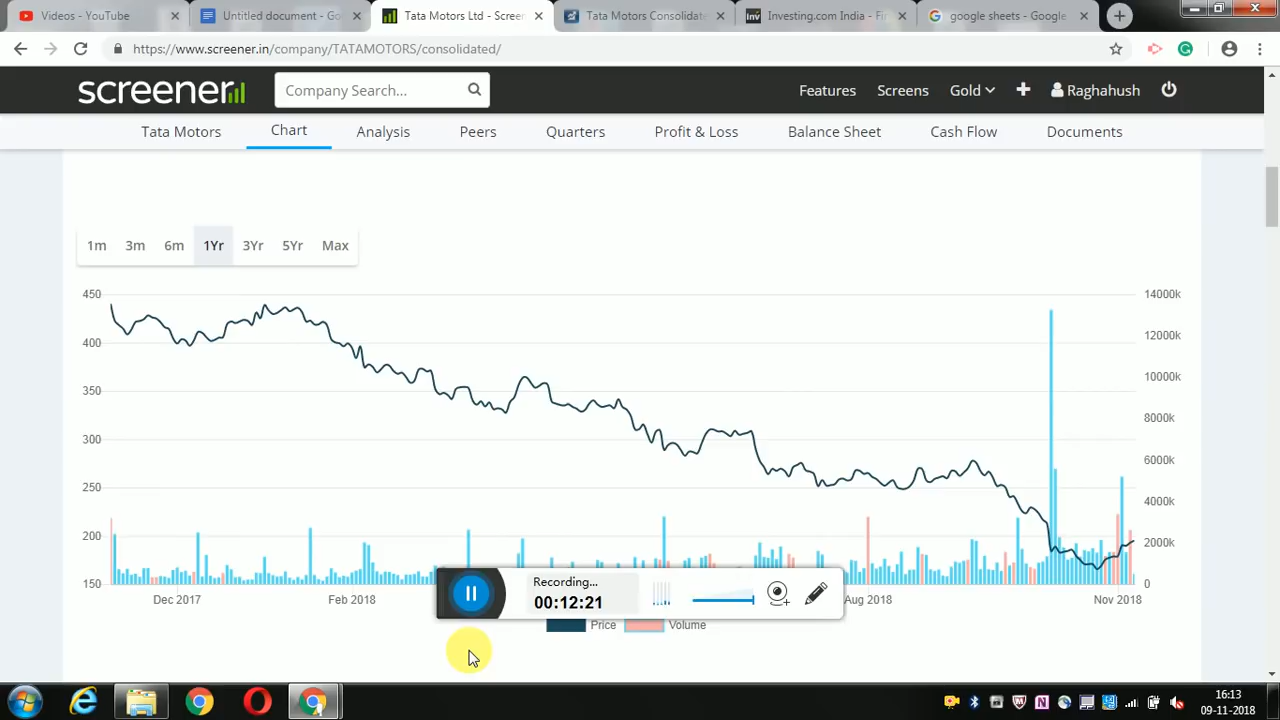 Videos - YouTube
Untitled document - Go
Tata Motors Ltd - Scree
Tata Motors Consolidate
Investing.com India - Fi
google sheets - Google
https://www.screener.in/company/TATAMOTORS/consolidated/
screener
Company Search...
Features
Screens
Gold
Raghahush
Tata Motors
Chart
Analysis
Peers
Quarters
Profit & Loss
Balance Sheet
Cash Flow
Documents
1m
3m
6m
1Yr
3Yr
5Yr
Max
450
400
350
300
250
200
150
14000k
12000k
10000k
8000k
6000k
4000k
2000k
0
Dec 2017
Feb 2018
Aug 2018
Nov 2018
Recording...
00:12:21
Price
Volume
16:13
09-11-2018